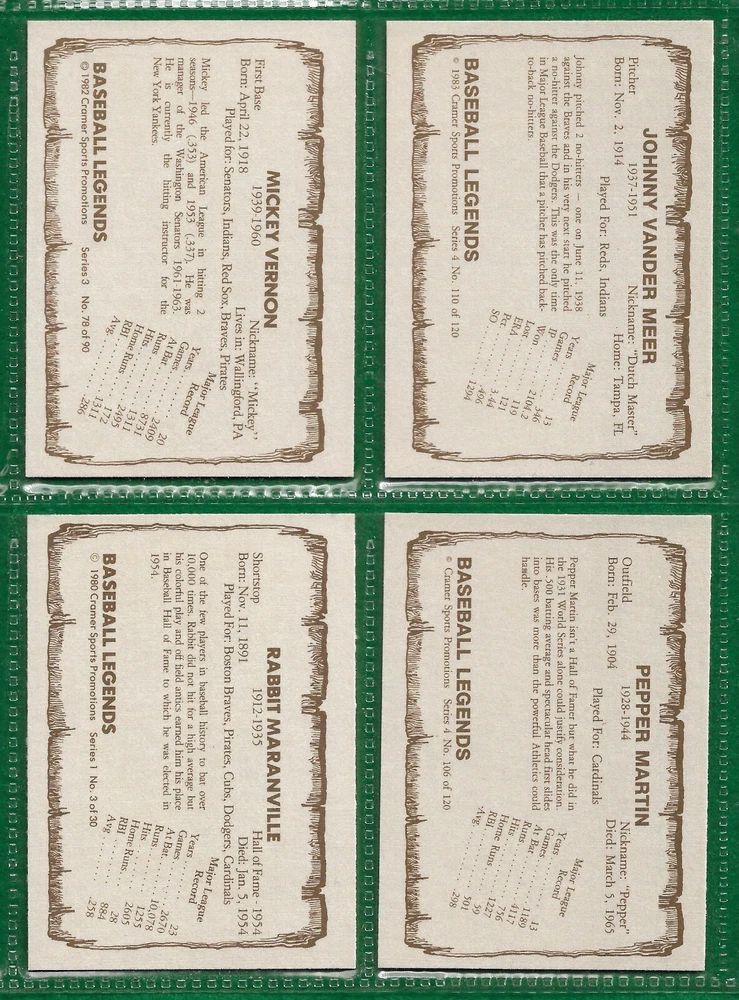 MICKEY VERNON
1939-1960
First Base Nickname: "Mickey"
Born: April 22, 1918 Lives in: Wallingford, PA
Played for: Senators, Indians, Red Sox, Braves, Pirates
Mickey led the American League in hitting 2
seasons—1946 (.353) and 1953 (.337). He was
manager of the Washington Senators 1961-1963.
He is currently the hitting instructor for the
New York Yankees.
Major League
Record
Years 20
Games 2409
At Bat 8731
Runs 1311
Hits 2495
Home Runs 172
RBI 1311
Avg. .296
BASEBALL LEGENDS
© 1982 Cramer Sports Promotions Series 3 No. 78 of 90
JOHNNY VANDER MEER
1937-1951
Pitcher Nickname: "Dutch Master"
Born: Nov. 2, 1914 Home: Tampa, FL
Played For: Reds, Indians
Johnny pitched 2 no-hitters — one on June 11, 1938
against the Braves and in his very next start he pitched
a no-hitter against the Dodgers. This was the only time
in Major League Baseball that a pitcher has pitched back-
to-back no-hitters.
Major League
Record
Years 13
Games 346
Ip 2104.2
Won 119
Lost 121
ERA 3.44
Pct. .496
SO 1294
BASEBALL LEGENDS
© 1983 Cramer Sports Promotions Series 4 No. 110 of 120
RABBIT MARANVILLE
1912-1935
Shortstop Hall of Fame - 1954
Born: Nov. 11, 1891 Died: Jan. 5, 1954
Played For: Boston Braves, Pirates, Cubs, Dodgers, Cardinals
One of the few players in baseball history to bat over
10,000 times. Rabbit did not hit for a high average but
his colorful play and off field antics earned him his place
in Baseball Hall of Fame to which he was elected in
1954.
Major League
Record
Years 23
Games 2670
At Bat 10,078
Runs 1255
Hits 2605
Home Runs 28
RBI 884
Avg .258
BASEBALL LEGENDS
© 1980 Cramer Sports Promotions Series 1 No. 3 of 30
PEPPER MARTIN
1928-1944
Outfield Nickname: "Pepper"
Born: Feb. 29, 1904 Died: March 5, 1965
Played For: Cardinals
Pepper Martin isn't a Hall of Famer but what he did in
the 1931 World Series alone could justify consideration.
His .500 batting average and spectacular head first slides
into bases was more than the powerful Athletics could
handle.
Major League
Record
Years 13
Games 1189
At Bat 4117
Runs 756
Hits 1227
Home Runs 59
RBI 501
Avg. .298
BASEBALL LEGENDS
© Cramer Sports Promotions Series 4 No. 106 of 120